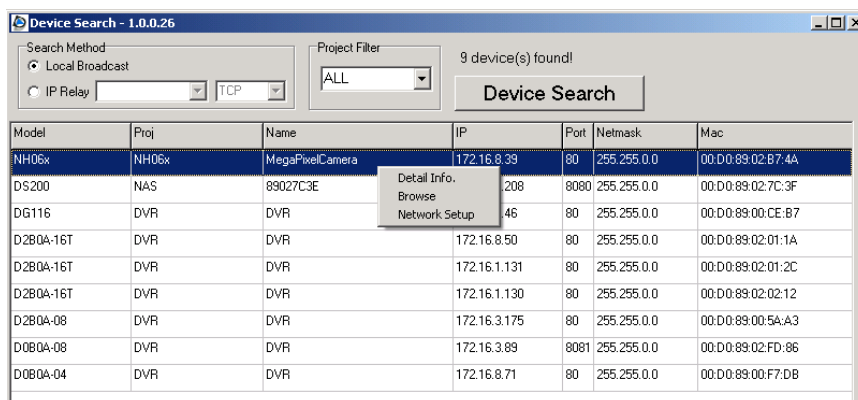 Device Search - 1.0.0.26
Search Method
Local Broadcast
IP Relay TCP
Project Filter
ALL
9 device(s) found!
Device Search
Model Proj Name IP Port Netmask Mac
NH06x NH06x MegaPixelCamera 172.16.8.39 80 255.255.0.0 00:D0:89:02:B7:4A
DS200 NAS 89027C3E .208 8080 255.255.0.0 00:D0:89:02:7C:3F
DG116 DVR DVR .46 80 255.255.0.0 00:D0:89:00:CE:B7
D2B0A-16T DVR DVR 172.16.8.50 80 255.255.0.0 00:D0:89:02:01:1A
D2B0A-16T DVR DVR 172.16.1.131 80 255.255.0.0 00:D0:89:02:01:2C
D2B0A-16T DVR DVR 172.16.1.130 80 255.255.0.0 00:D0:89:02:02:12
D2B0A-08 DVR DVR 172.16.3.175 80 255.255.0.0 00:D0:89:00:5A:A3
D0B0A-08 DVR DVR 172.16.3.89 8081 255.255.0.0 00:D0:89:02:FD:86
D0B0A-04 DVR DVR 172.16.8.71 80 255.255.0.0 00:D0:89:00:F7:DB
Detail Info.
Browse
Network Setup